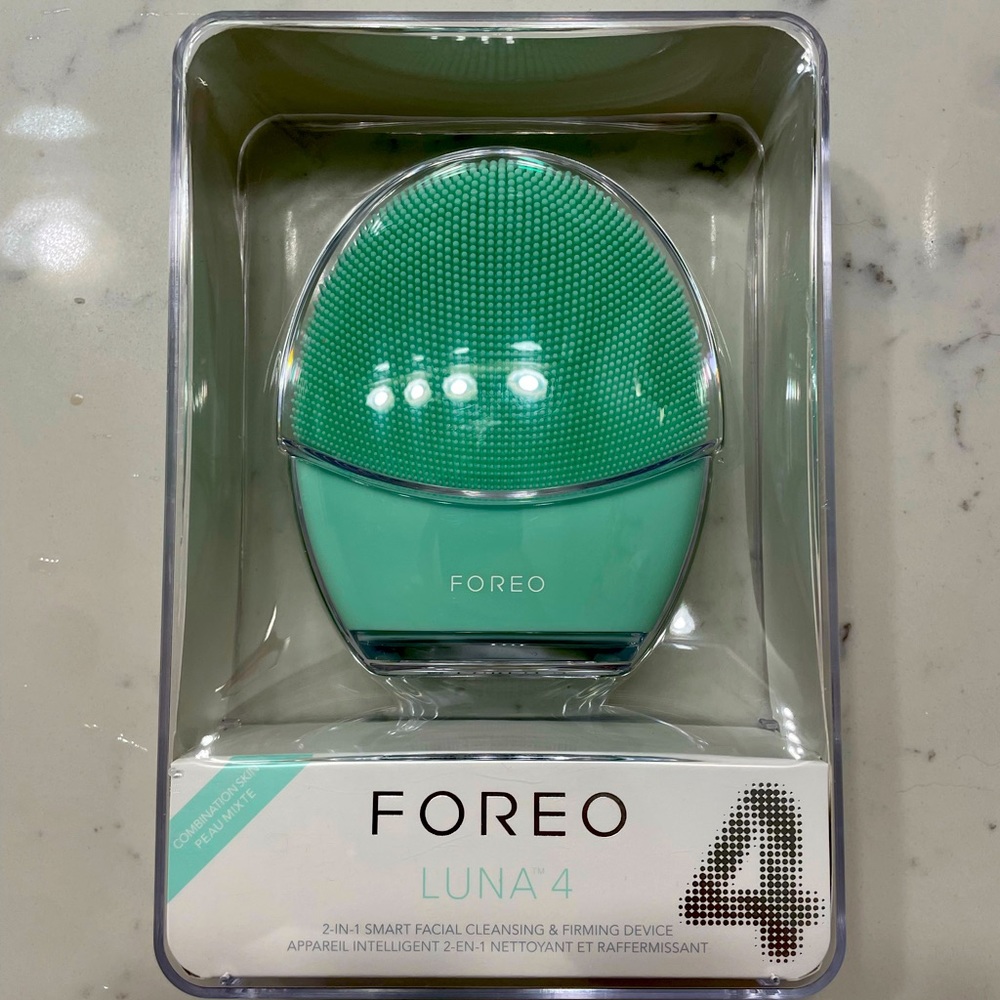 FOREO
COMBINATION SKIN
PEAU MIXTE
FOREO
LUNA™ 4
4
2-IN-1 SMART FACIAL CLEANSING & FIRMING DEVICE
APPAREIL INTELLIGENT 2-EN-1 NETTOYANT ET RAFFERMISSANT